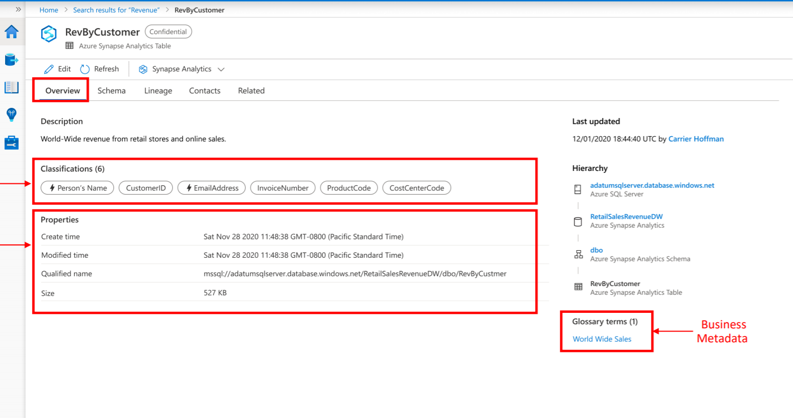 Home > Search results for "Revenue" > RevByCustomer
RevByCustomer Confidential
Azure Synapse Analytics Table
Edit Refresh Synapse Analytics
Overview Schema Lineage Contacts Related
Description
World-Wide revenue from retail stores and online sales.
Classifications (6)
Person's Name CustomerID EmailAddress InvoiceNumber ProductCode CostCenterCode
Properties
Create time Sat Nov 28 2020 11:48:38 GMT-0800 (Pacific Standard Time)
Modified time Sat Nov 28 2020 11:48:38 GMT-0800 (Pacific Standard Time)
Qualified name mssql://adatumsqlserver.database.windows.net/RetailSalesRevenueDW/dbo/RevByCustmer
Size 527 KB
Last updated
12/01/2020 18:44:40 UTC by Carrier Hoffman
Hierarchy
adatumsqlserver.database.windows.net
Azure SQL Server
RetailSalesRevenueDW
Azure Synapse Analytics
dbo
Azure Synapse Analytics Schema
RevByCustomer
Azure Synapse Analytics Table
Glossary terms (1)
World Wide Sales
Business
Metadata